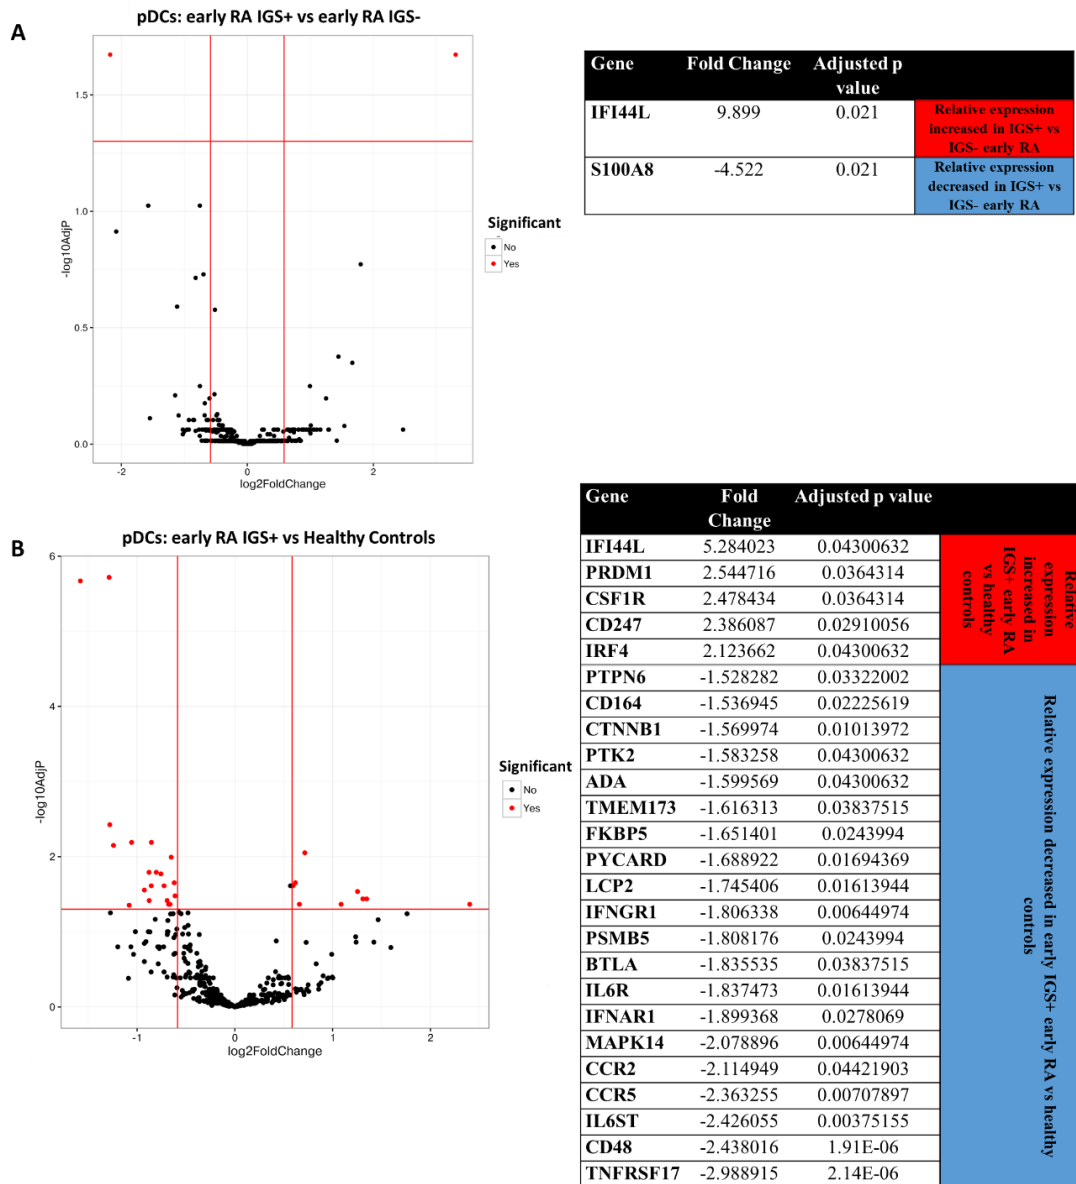 A
pDCs: early RA IGS+ vs early RA IGS-
1.5
1.0
0.5
0.0
-log10AdjP
-2
0
2
log2FoldChange
Significant
No
Yes
Gene Fold Change Adjusted p
value
IFI44L 9.899 0.021 Relative expression
increased in IGS+ vs
IGS- early RA
S100A8 -4.522 0.021 Relative expression
decreased in IGS+ vs
IGS- early RA
B
pDCs: early RA IGS+ vs Healthy Controls
6
4
2
0
-log10AdjP
-1
0
1
2
log2FoldChange
Significant
No
Yes
Gene Fold Adjusted p value
Change
IFI44L 5.284023 0.04300632
PRDM1 2.544716 0.0364314
CSF1R 2.478434 0.0364314
CD247 2.386087 0.02910056
IRF4 2.123662 0.04300632
Relative
expression
increased in
IGS+ early RA
vs healthy
controls
PTPN6 -1.528282 0.03322002
CD164 -1.536945 0.02225619
CTNNB1 -1.569974 0.01013972
PTK2 -1.583258 0.04300632
ADA -1.599569 0.04300632
TMEM173 -1.616313 0.03837515
FKBP5 -1.651401 0.0243994
PYCARD -1.688922 0.01694369
LCP2 -1.745406 0.01613944
IFNGR1 -1.806338 0.00644974
PSMB5 -1.808176 0.0243994
BTLA -1.835535 0.03837515
IL6R -1.837473 0.01613944
IFNAR1 -1.899368 0.0278069
MAPK14 -2.078896 0.00644974
CCR2 -2.114949 0.04421903
CCR5 -2.363255 0.00707897
IL6ST -2.426055 0.00375155
CD48 -2.438016 1.91E-06
TNFRSF17 -2.988915 2.14E-06
Relative expression decreased in early IGS+ early RA vs healthy
controls